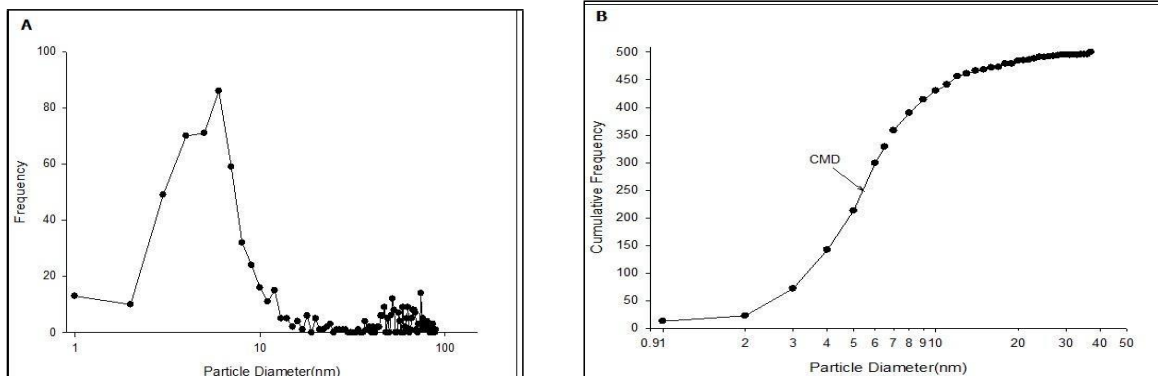 A
100
80
60
40
20
0
Frequency
1 10 100
Particle Diameter(nm)
B
500
450
400
350
300
250
200
150
100
50
0
Cumulative Frequency
CMD
0.91 2 3 4 5 6 7 8 9 10 20 30 40 50
Particle Diameter(nm)